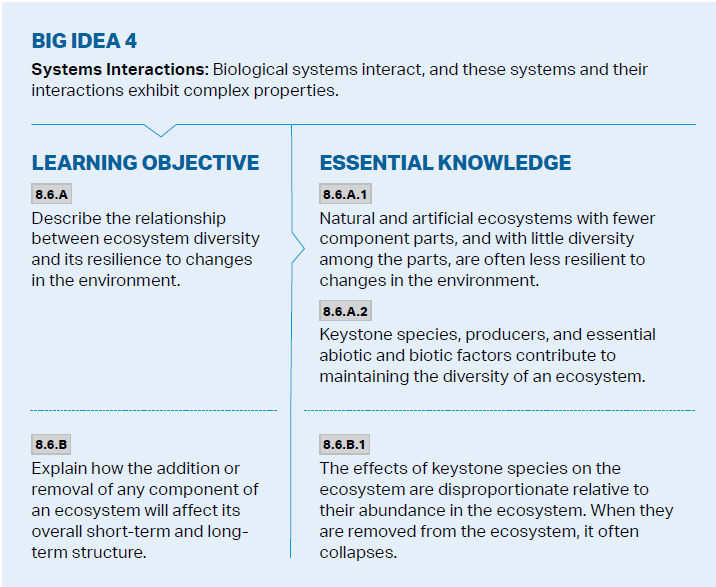 BIG IDEA 4
Systems Interactions: Biological systems interact, and these systems and their
interactions exhibit complex properties.
LEARNING OBJECTIVE
8.6.A
Describe the relationship
between ecosystem diversity
and its resilience to changes
in the environment.
ESSENTIAL KNOWLEDGE
8.6.A.1
Natural and artificial ecosystems with fewer
component parts, and with little diversity
among the parts, are often less resilient to
changes in the environment.
8.6.A.2
Keystone species, producers, and essential
abiotic and biotic factors contribute to
maintaining the diversity of an ecosystem.
8.6.B
Explain how the addition or
removal of any component of
an ecosystem will affect its
overall short-term and long-
term structure.
8.6.B.1
The effects of keystone species on the
ecosystem are disproportionate relative to
their abundance in the ecosystem. When they
are removed from the ecosystem, it often
collapses.